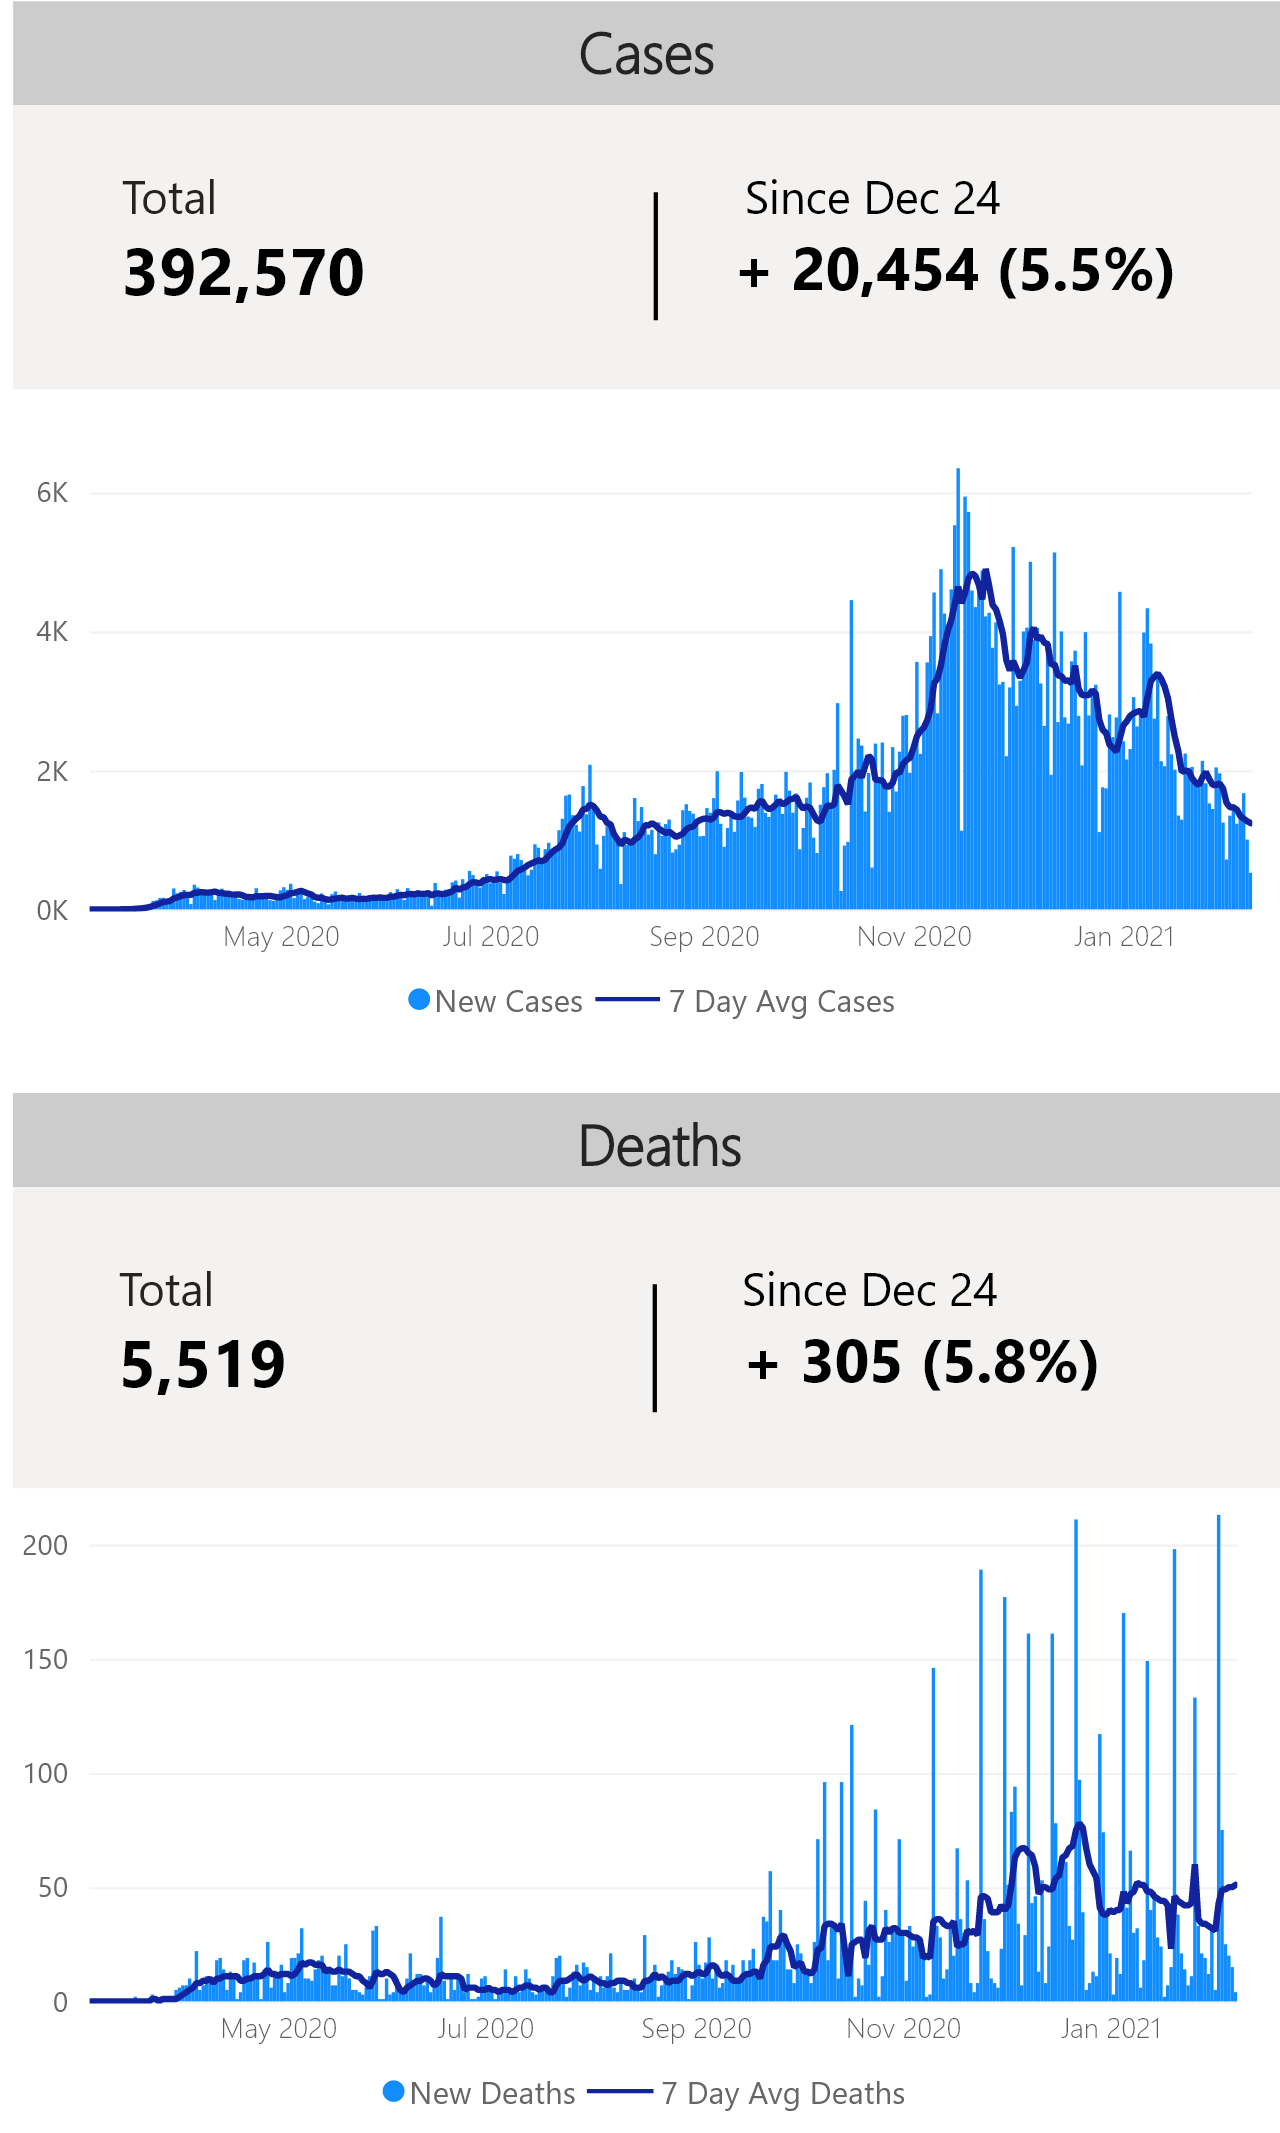 Cases
Total
Since Dec 24
392,570
+ 20,454 (5.5%)
6K
4K
2K
0K
May 2020
Jul 2020
Sep 2020
Nov 2020
Jan 2021
New Cases
7 Day Avg Cases
Deaths
Total
Since Dec 24
5,519
+ 305 (5.8%)
200
150
100
50
0
May 2020
Jul 2020
Sep 2020
Nov 2020
Jan 2021
New Deaths
7 Day Avg Deaths